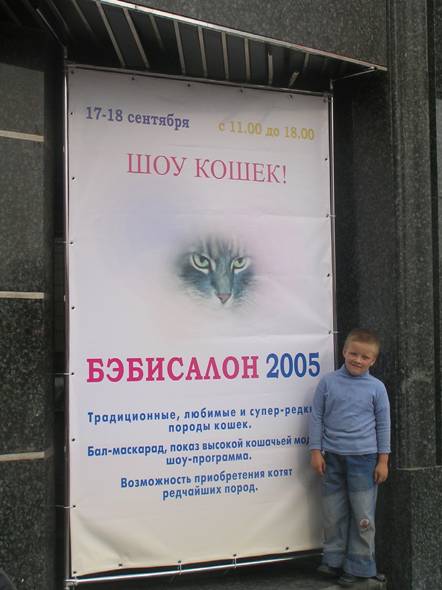 17-18 сентября
с 11.00 до 18.00
ШОУ КОШЕК!
БЭБИСАЛОН 2005
Традиционные, любимые и
породы кошек.
Бал-маскарад, показ высокой кошачьей
шоу-программа.
Возможность приобретения котят
редчайших пород.